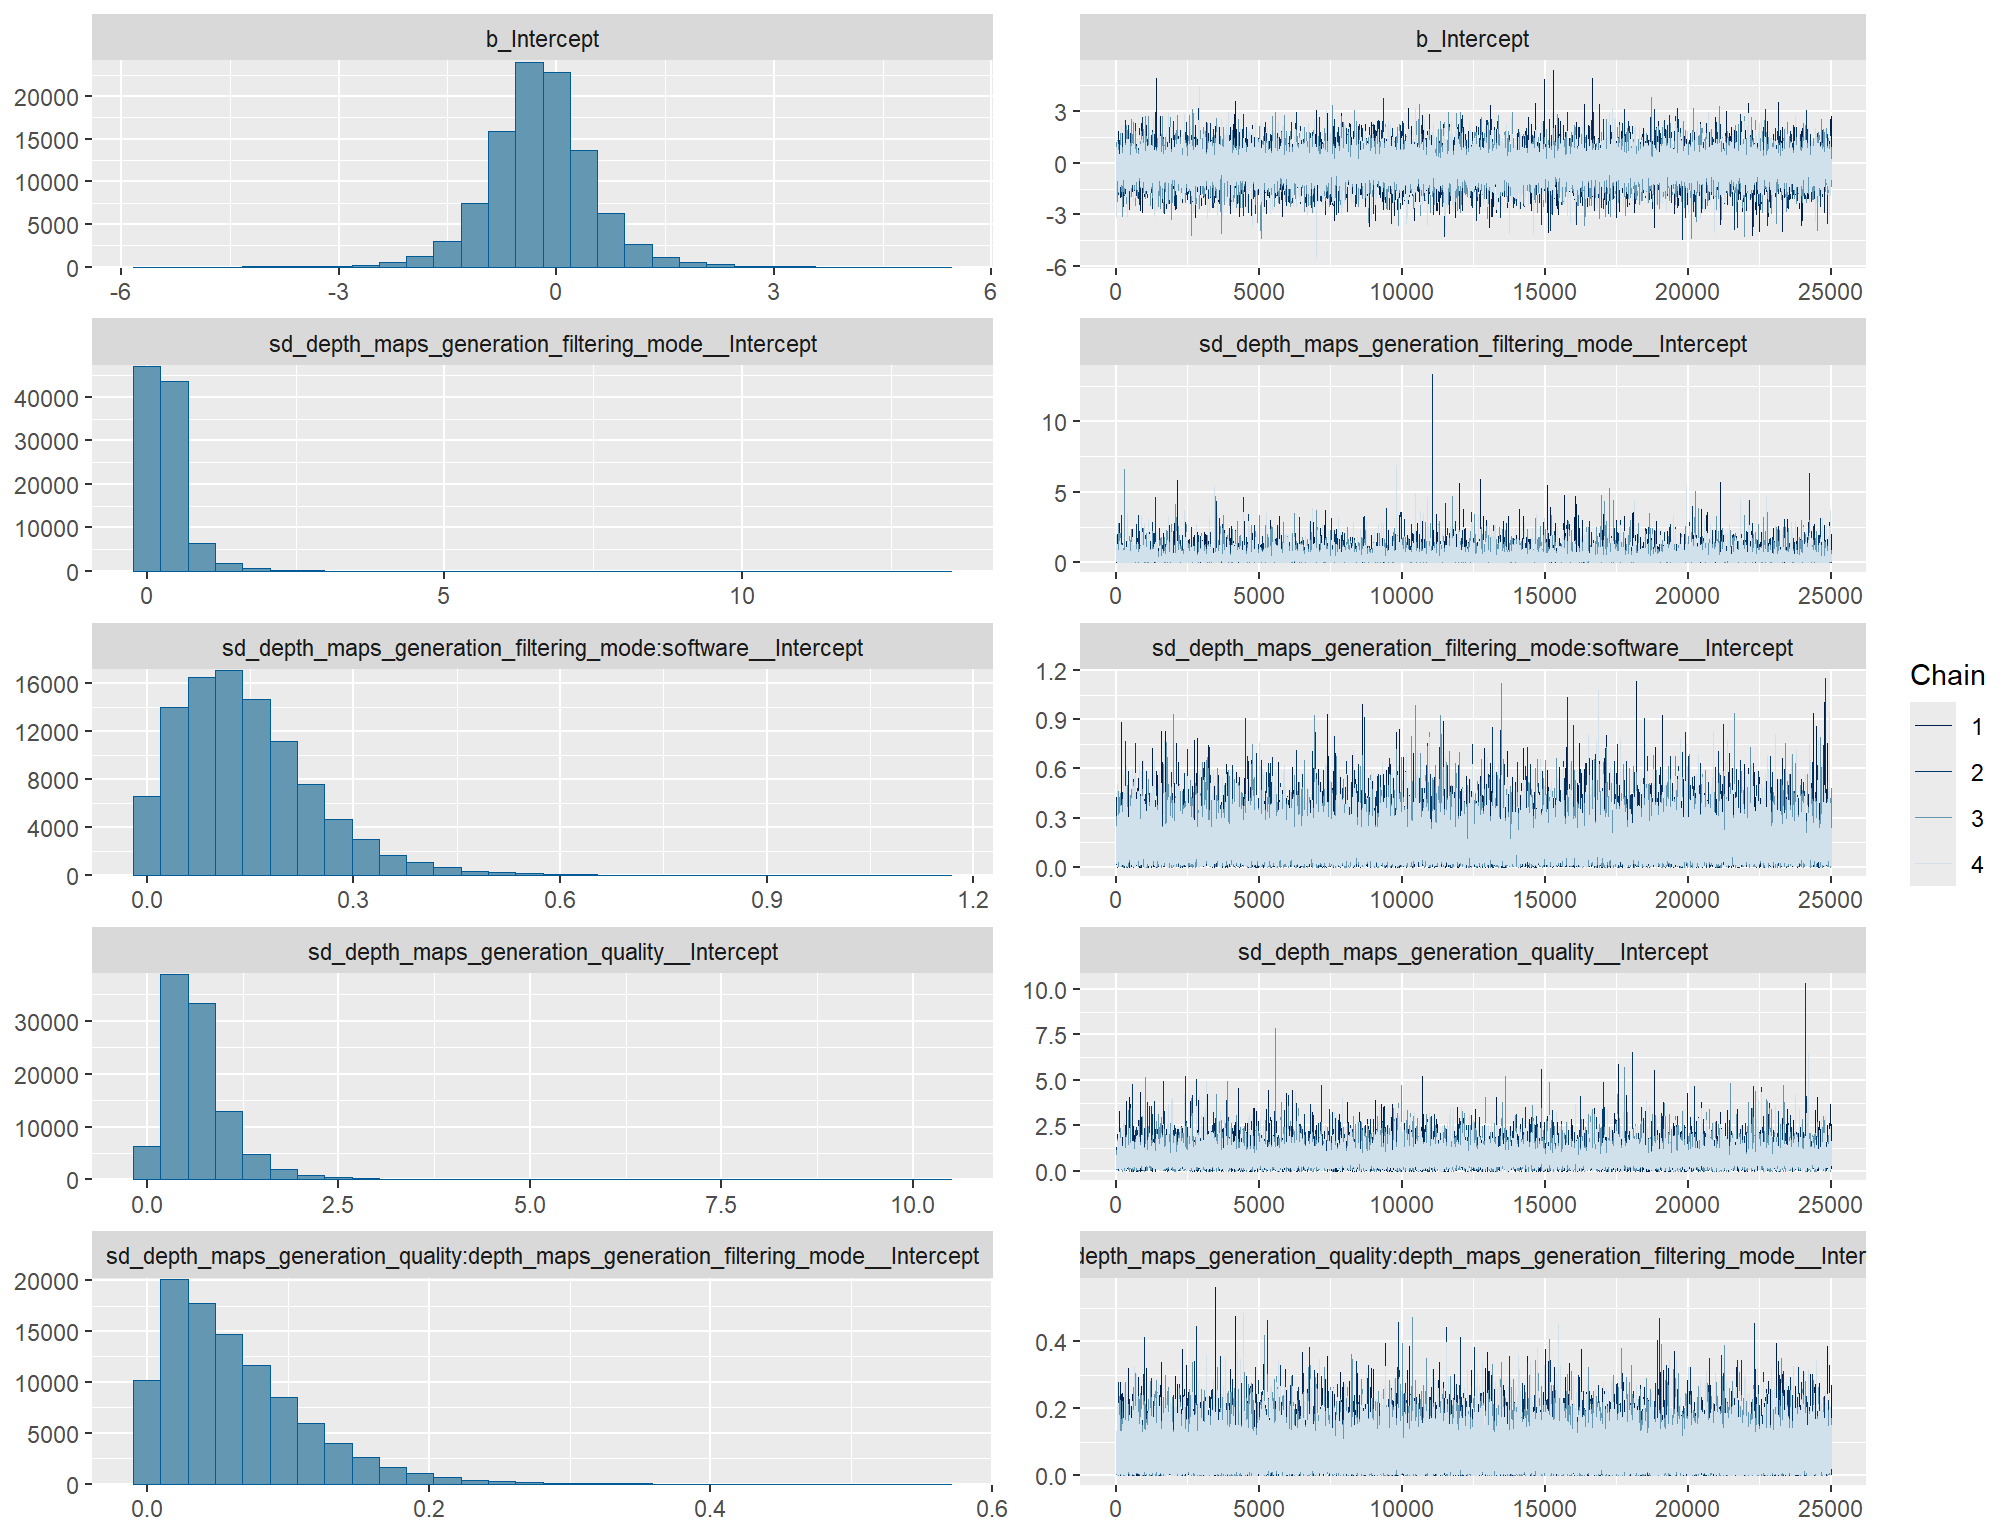 b_Intercept
20000
15000
10000
5000
0
-6 -3 0 3 6
b_Intercept
3
0
-3
-6
0 5000 10000 15000 20000 25000
sd_depth_maps_generation_filtering_mode__Intercept
40000
30000
20000
10000
0
0 5 10
sd_depth_maps_generation_filtering_mode__Intercept
10
5
0
0 5000 10000 15000 20000 25000
sd_depth_maps_generation_filtering_mode:software__Intercept
16000
12000
8000
4000
0
0.0 0.3 0.6 0.9 1.2
sd_depth_maps_generation_filtering_mode:software__Intercept
1.2
0.9
0.6
0.3
0.0
0 5000 10000 15000 20000 25000
Chain
1
2
3
4
sd_depth_maps_generation_quality__Intercept
30000
20000
10000
0
0.0 2.5 5.0 7.5 10.0
sd_depth_maps_generation_quality__Intercept
10.0
7.5
5.0
2.5
0.0
0 5000 10000 15000 20000 25000
sd_depth_maps_generation_quality:depth_maps_generation_filtering_mode__Intercept
20000
15000
10000
5000
0
0.0 0.2 0.4 0.6
depth_maps_generation_quality:depth_maps_generation_filtering_mode__Inter
0.4
0.2
0.0
0 5000 10000 15000 20000 25000